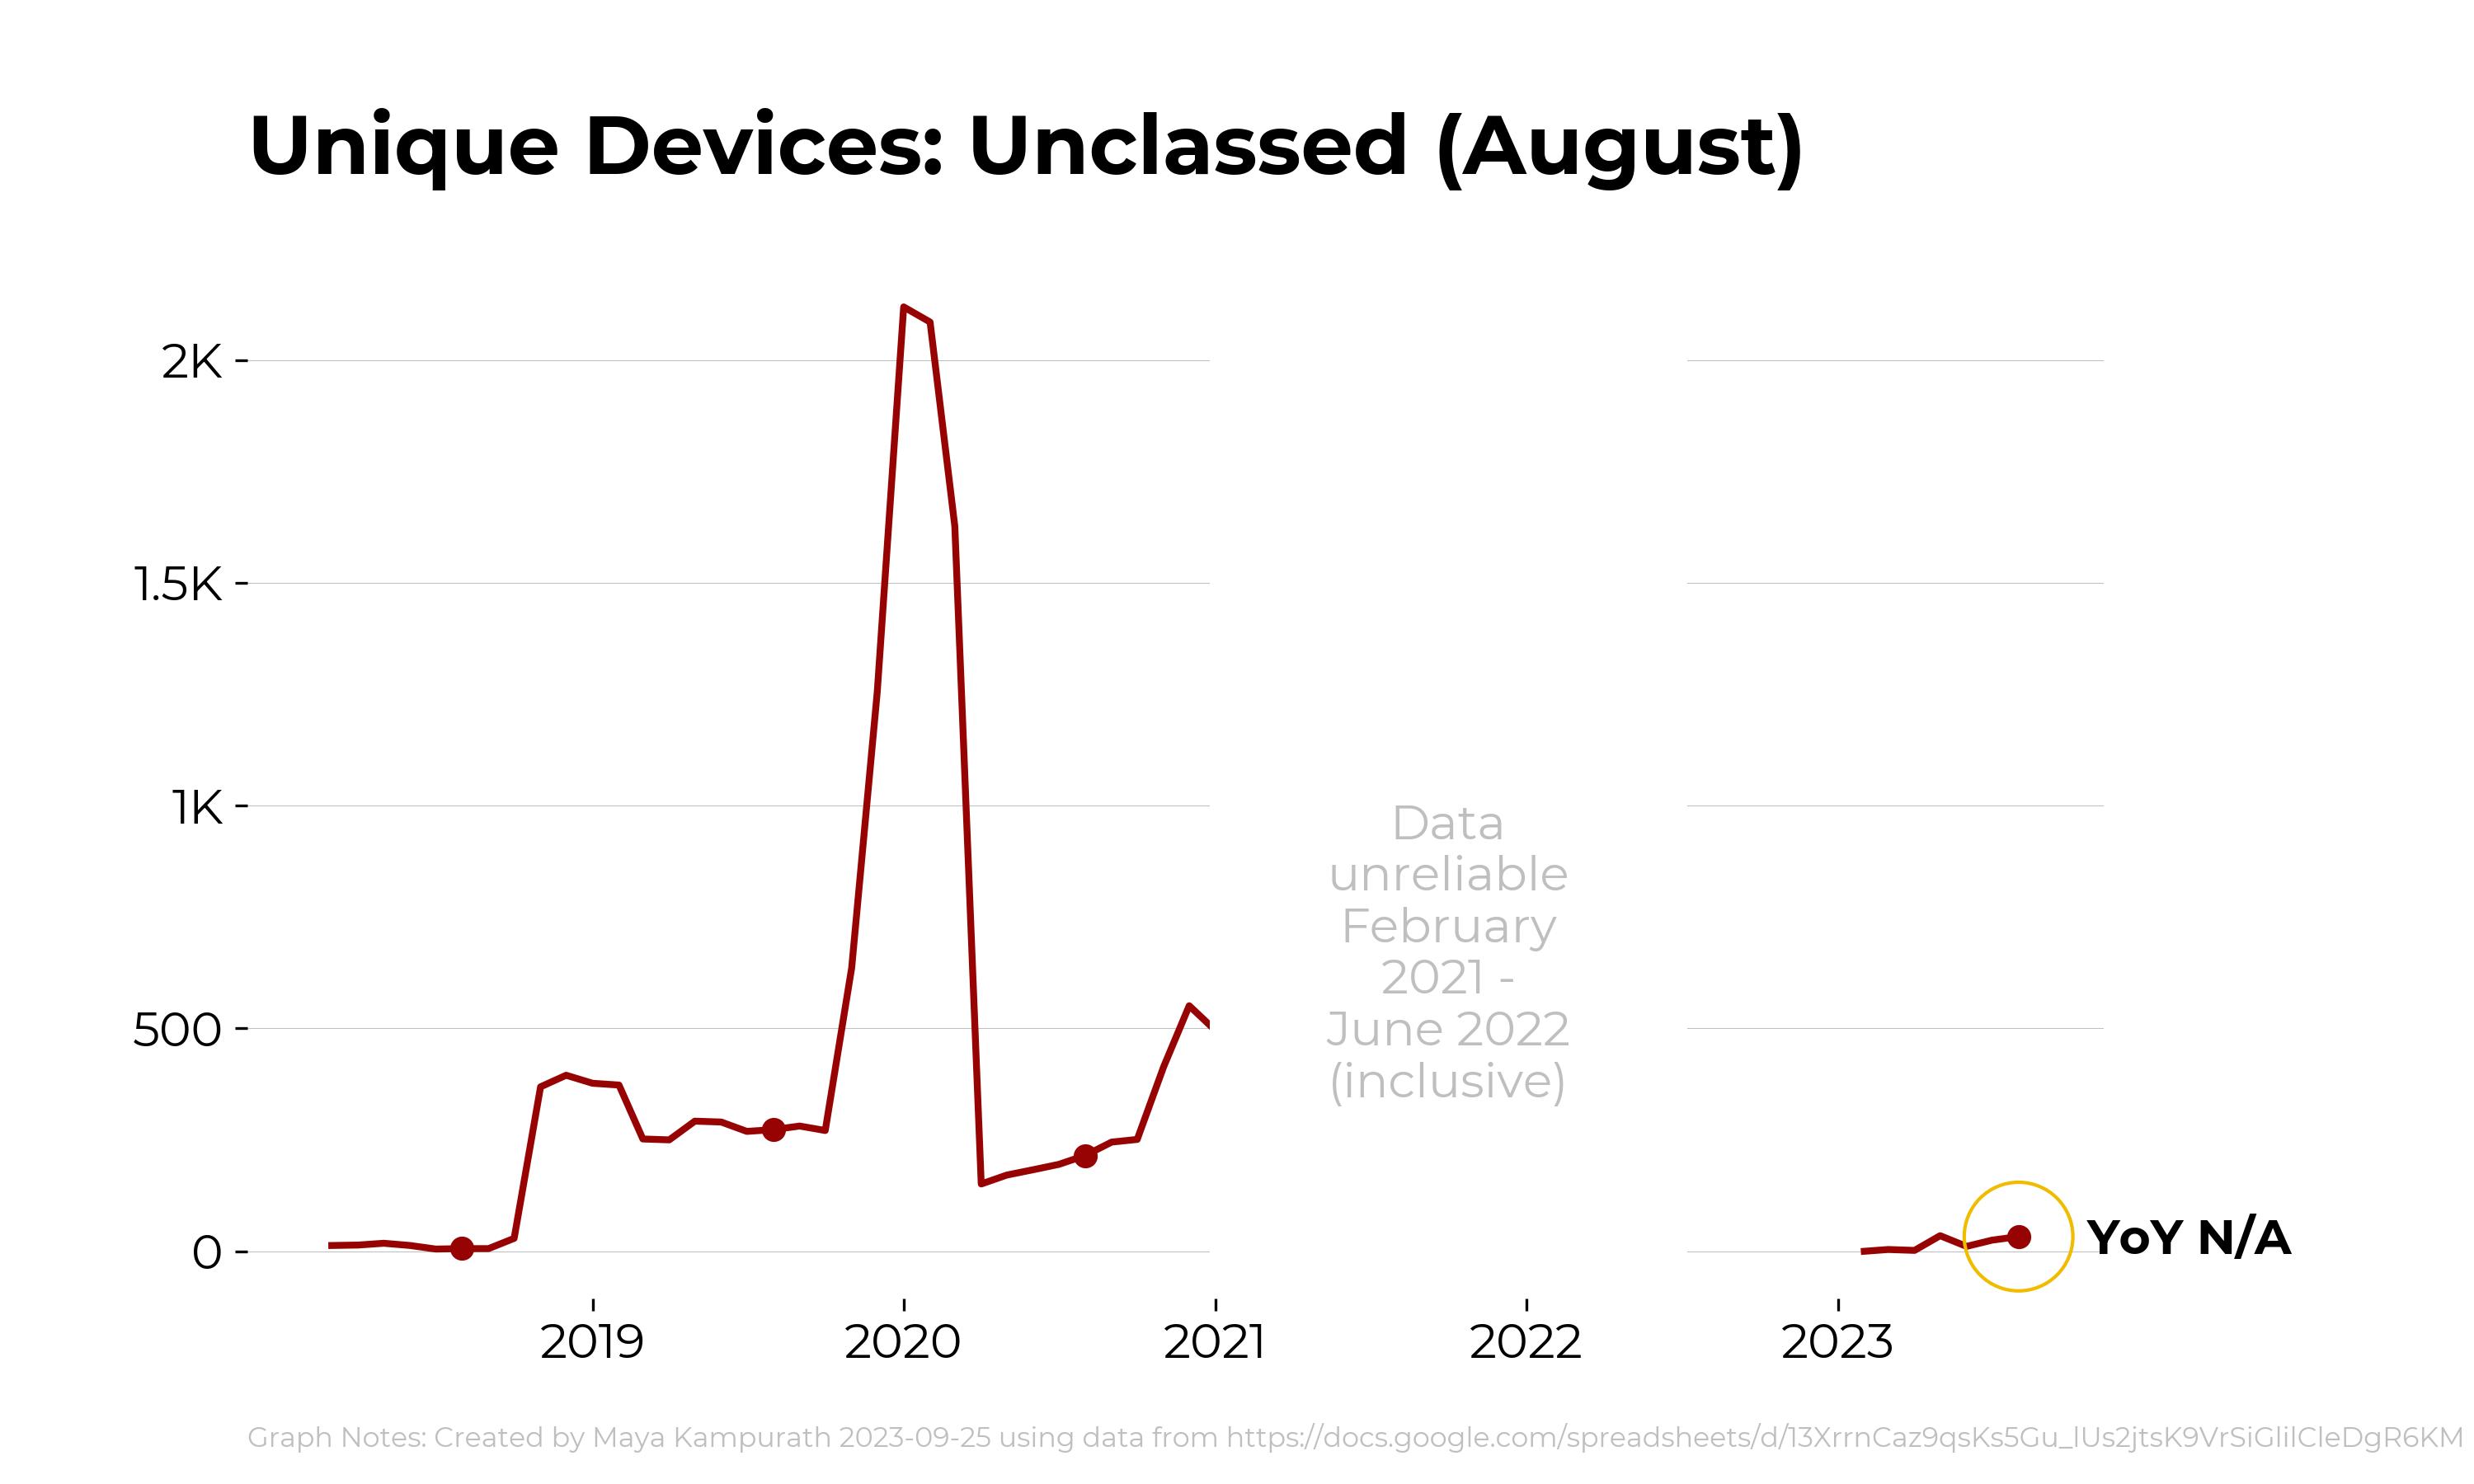 Unique Devices: Unclassed (August)
2K
1.5K
1K
500
0
Data
unreliable
February
2021 -
June 2022
(inclusive)
YoY N/A
2019
2020
2021
2022
2023
Graph Notes: Created by Maya Kampurath 2023-09-25 using data from https://docs.google.com/spreadsheets/d/13XrrnCaz9qsKs5Gu_lUs2jtsK9VrSiGlilCleDgR6KM